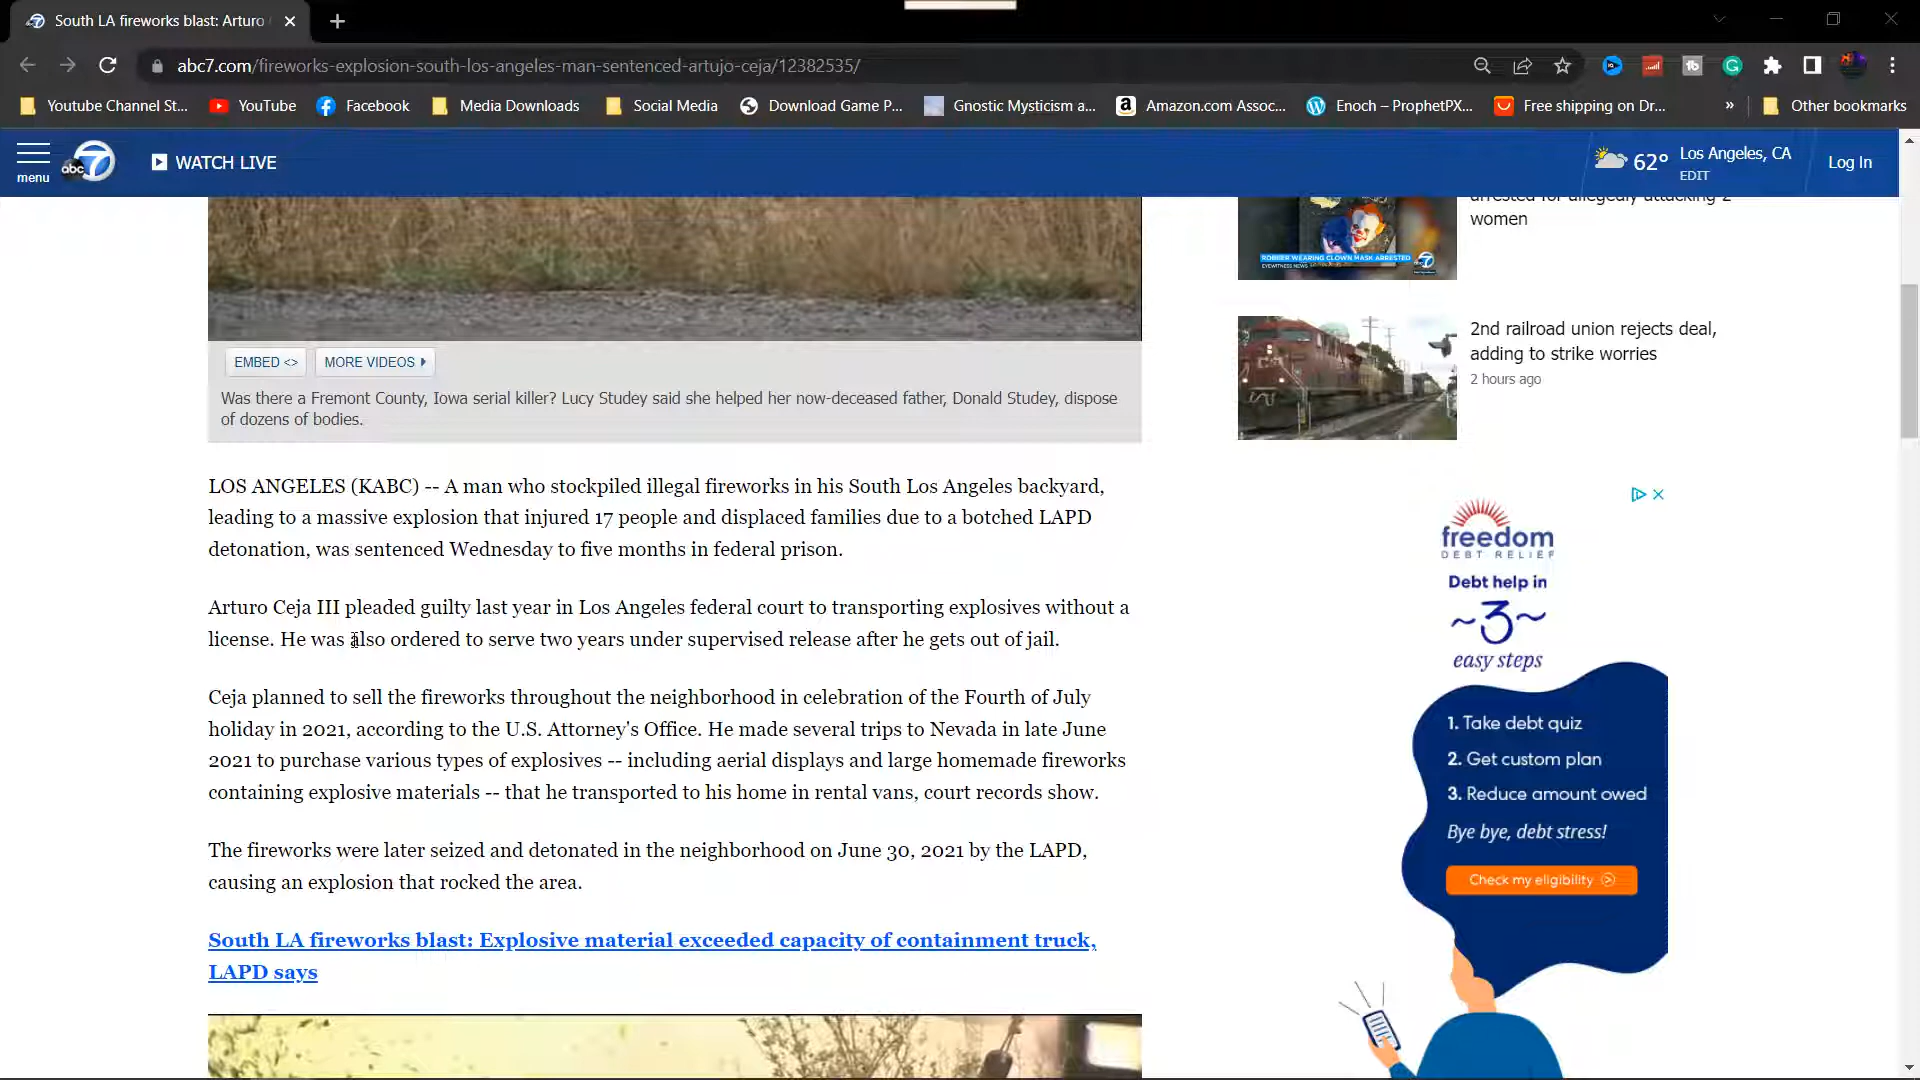 South LA fireworks blast: Arturo
abc7.com/fireworks-explosion-south-los-angeles-man-sentenced-artujo-ceja/12382535/
Youtube Channel St...
YouTube
Facebook
Media Downloads
Social Media
Download Game P...
Gnostic Mysticism a...
Amazon.com Assoc...
Enoch – ProphetPX...
Free shipping on Dr...
»
Other bookmarks
menu
abc 7
WATCH LIVE
62°
Los Angeles, CA
EDIT
Log In
arrested for allegedly attacking 2
women
ROBBER WEARING CLOWN MASK ARRESTED
EYEWITNESS NEWS
2nd railroad union rejects deal,
adding to strike worries
2 hours ago
EMBED <>
MORE VIDEOS
Was there a Fremont County, Iowa serial killer? Lucy Studey said she helped her now-deceased father, Donald Studey, dispose
of dozens of bodies.
LOS ANGELES (KABC) -- A man who stockpiled illegal fireworks in his South Los Angeles backyard,
leading to a massive explosion that injured 17 people and displaced families due to a botched LAPD
detonation, was sentenced Wednesday to five months in federal prison.
Arturo Ceja III pleaded guilty last year in Los Angeles federal court to transporting explosives without a
license. He was also ordered to serve two years under supervised release after he gets out of jail.
Ceja planned to sell the fireworks throughout the neighborhood in celebration of the Fourth of July
holiday in 2021, according to the U.S. Attorney's Office. He made several trips to Nevada in late June
2021 to purchase various types of explosives -- including aerial displays and large homemade fireworks
containing explosive materials -- that he transported to his home in rental vans, court records show.
The fireworks were later seized and detonated in the neighborhood on June 30, 2021 by the LAPD,
causing an explosion that rocked the area.
South LA fireworks blast: Explosive material exceeded capacity of containment truck,
LAPD says
freedom
DEBT RELIEF
Debt help in
~3~
easy steps
1. Take debt quiz
2. Get custom plan
3. Reduce amount owed
Bye bye, debt stress!
Check my eligibility